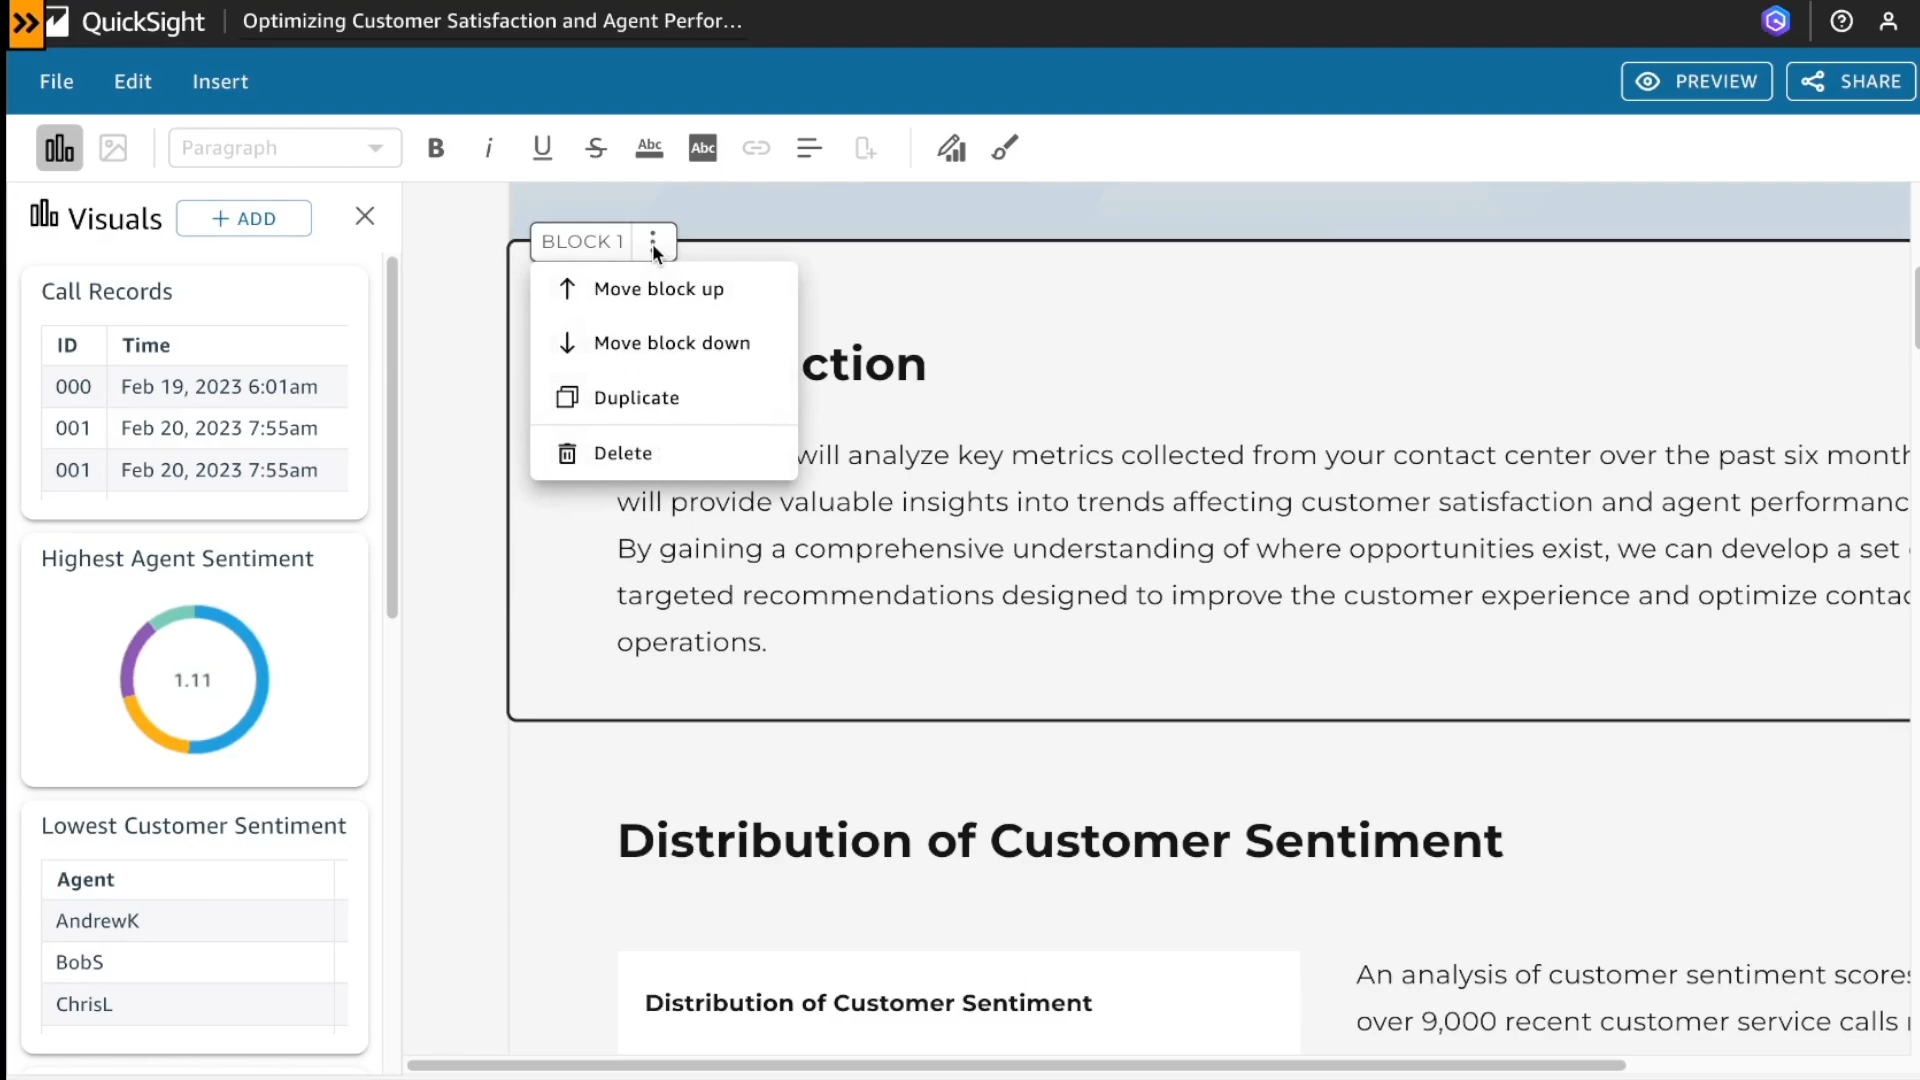 QuickSight
Optimizing Customer Satisfaction and Agent Perfor...
File
Edit
Insert
PREVIEW
SHARE
Paragraph
B
i
U
S
Abc
Abc
Visuals
+ ADD
Call Records
ID Time
000 Feb 19, 2023 6:01am
001 Feb 20, 2023 7:55am
001 Feb 20, 2023 7:55am
Highest Agent Sentiment
1.11
Lowest Customer Sentiment
Agent
AndrewK
BobS
ChrisL
BLOCK 1
Move block up
Move block down
Duplicate
Delete
ction
will analyze key metrics collected from your contact center over the past six month
will provide valuable insights into trends affecting customer satisfaction and agent performanc
By gaining a comprehensive understanding of where opportunities exist, we can develop a set
targeted recommendations designed to improve the customer experience and optimize contac
operations.
Distribution of Customer Sentiment
Distribution of Customer Sentiment
An analysis of customer sentiment scores
over 9,000 recent customer service calls